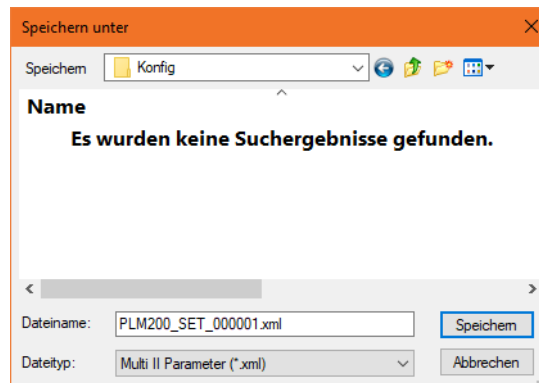 Speichern unter
Speichern Konfig
Name
Es wurden keine Suchergebnisse gefunden.
Dateiname: PLM200_SET_000001.xml Speichern
Dateityp: Multi II Parameter (*.xml) Abbrechen